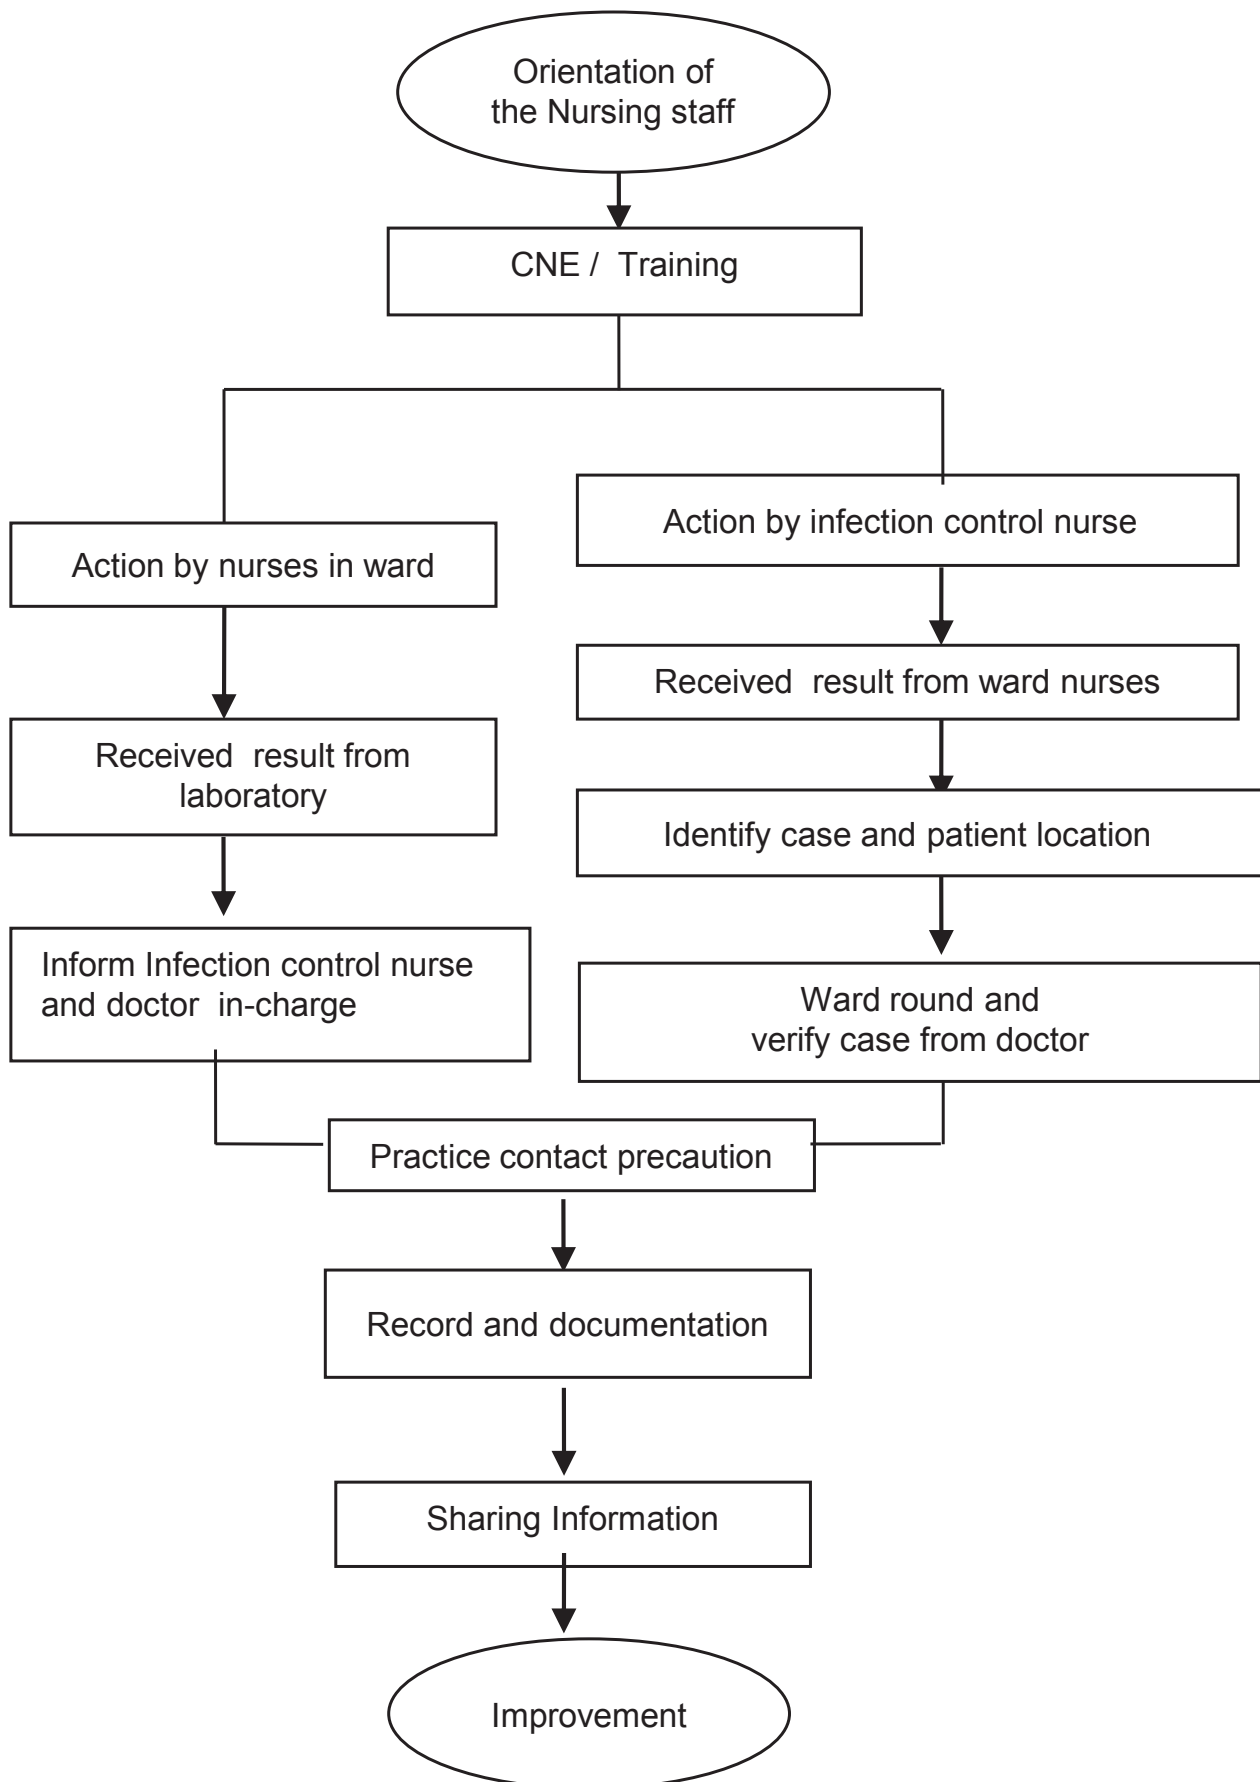 Orientation of
the Nursing staff
CNE / Training
Action by nurses in ward
Received result from
laboratory
Inform Infection control nurse
and doctor in-charge
Action by infection control nurse
Received result from ward nurses
Identify case and patient location
Ward round and
verify case from doctor
Practice contact precaution
Record and documentation
Sharing Information
Improvement